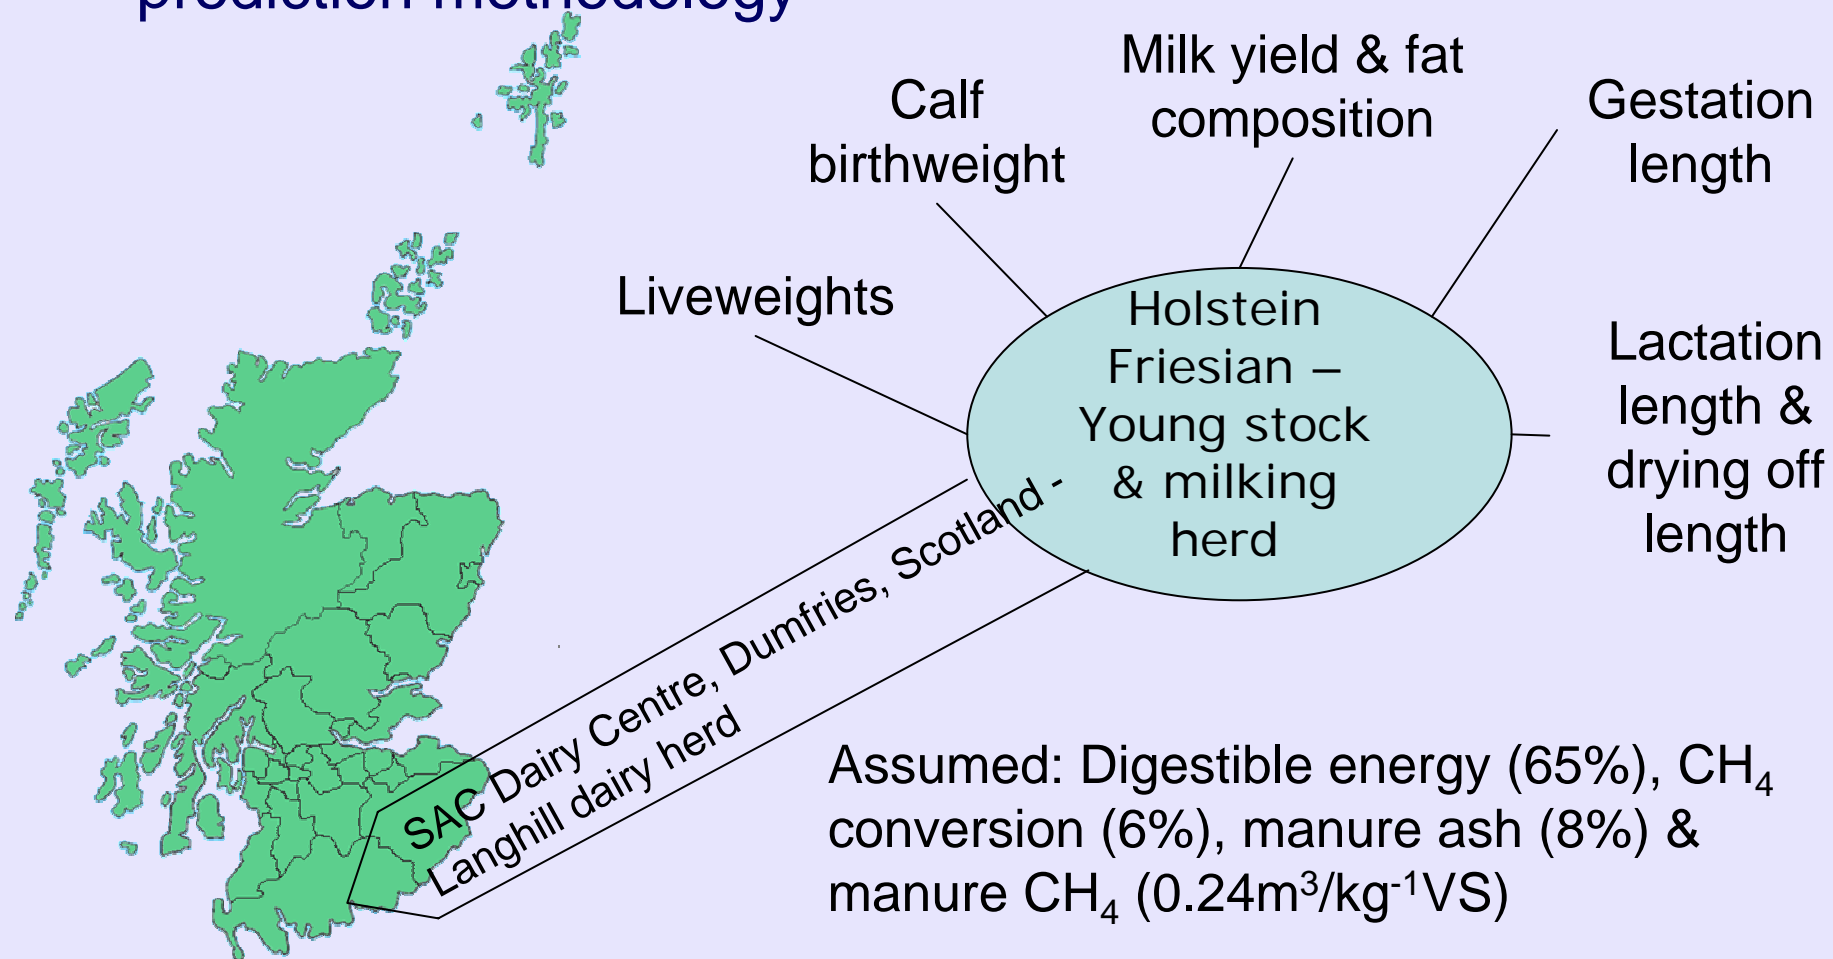 prediction methodology
Milk yield & fat
composition
Calf
birthweight
Gestation
length
Liveweights
Holstein
Friesian –
Young stock
& milking
herd
Lactation
length &
drying off
length
SAC Dairy Centre, Dumfries, Scotland -
Langhill dairy herd
Assumed: Digestible energy (65%), CH₄
conversion (6%), manure ash (8%) &
manure CH₄ (0.24m³/kg⁻¹VS)